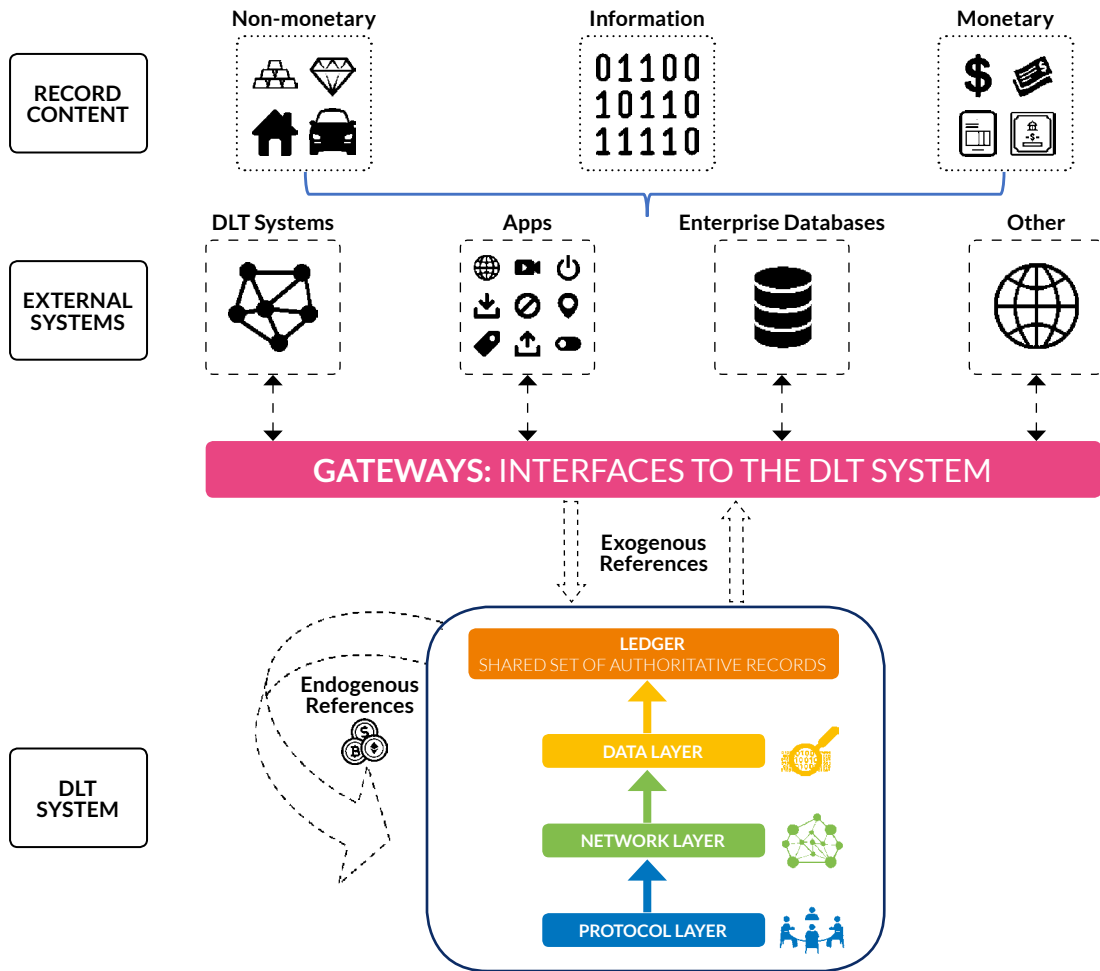 Non-monetary
Information
Monetary
RECORD
CONTENT
01100
10110
11110
$
-$-
DLT Systems
Apps
Enterprise Databases
Other
EXTERNAL
SYSTEMS
GATEWAYS: INTERFACES TO THE DLT SYSTEM
Exogenous
References
LEDGER
SHARED SET OF AUTHORITATIVE RECORDS
Endogenous
References
DATA LAYER
DLT
SYSTEM
NETWORK LAYER
PROTOCOL LAYER